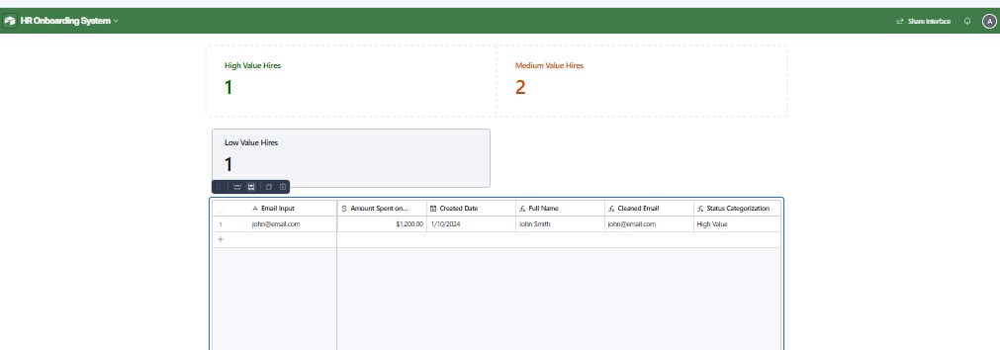 HR Onboarding System
Share Interface
A
High Value Hires
1
Medium Value Hires
2
Low Value Hires
1
Email Input Amount Spent on... Created Date Full Name Cleaned Email Status Categorization
1 john@email.com $1,200.00 1/10/2024 John Smith john@email.com High Value
+